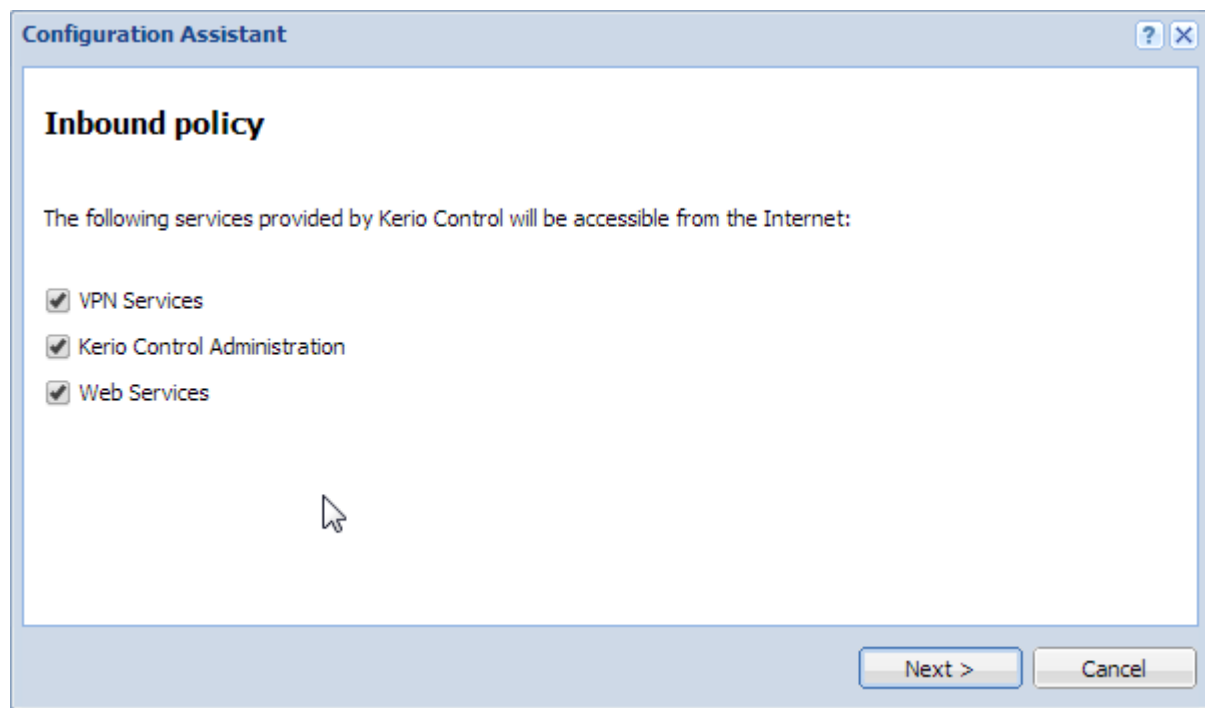 Configuration Assistant
?
Inbound policy
The following services provided by Kerio Control will be accessible from the Internet:
VPN Services
Kerio Control Administration
Web Services
Next >
Cancel